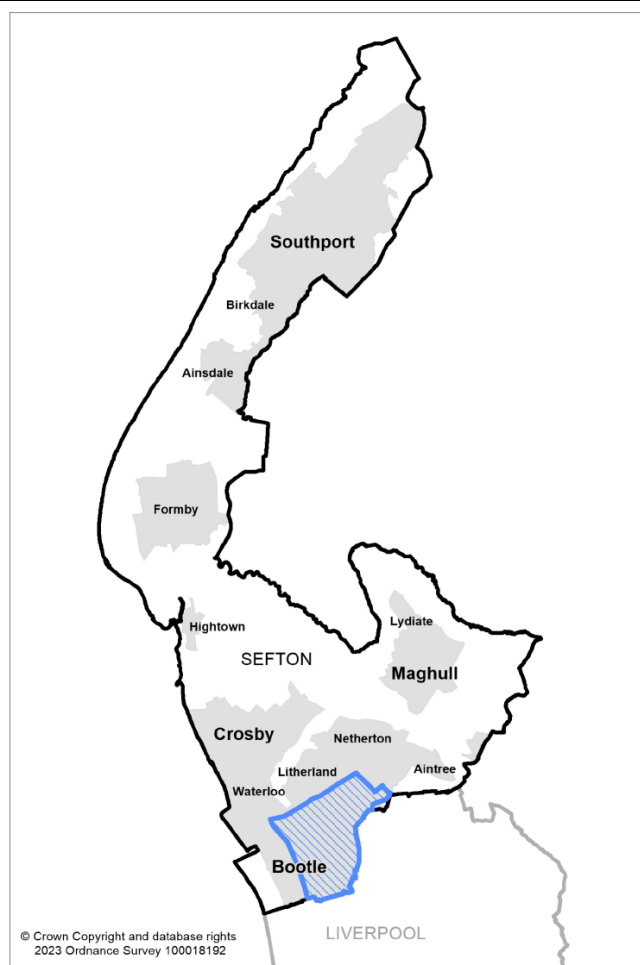 Southport
Birkdale
Ainsdale
Formby
Hightown
Lydiate
SEFTON
Maghull
Crosby
Netherton
Litherland
Aintree
Waterloo
Bootle
LIVERPOOL
© Crown Copyright and database rights
2023 Ordnance Survey 100018192